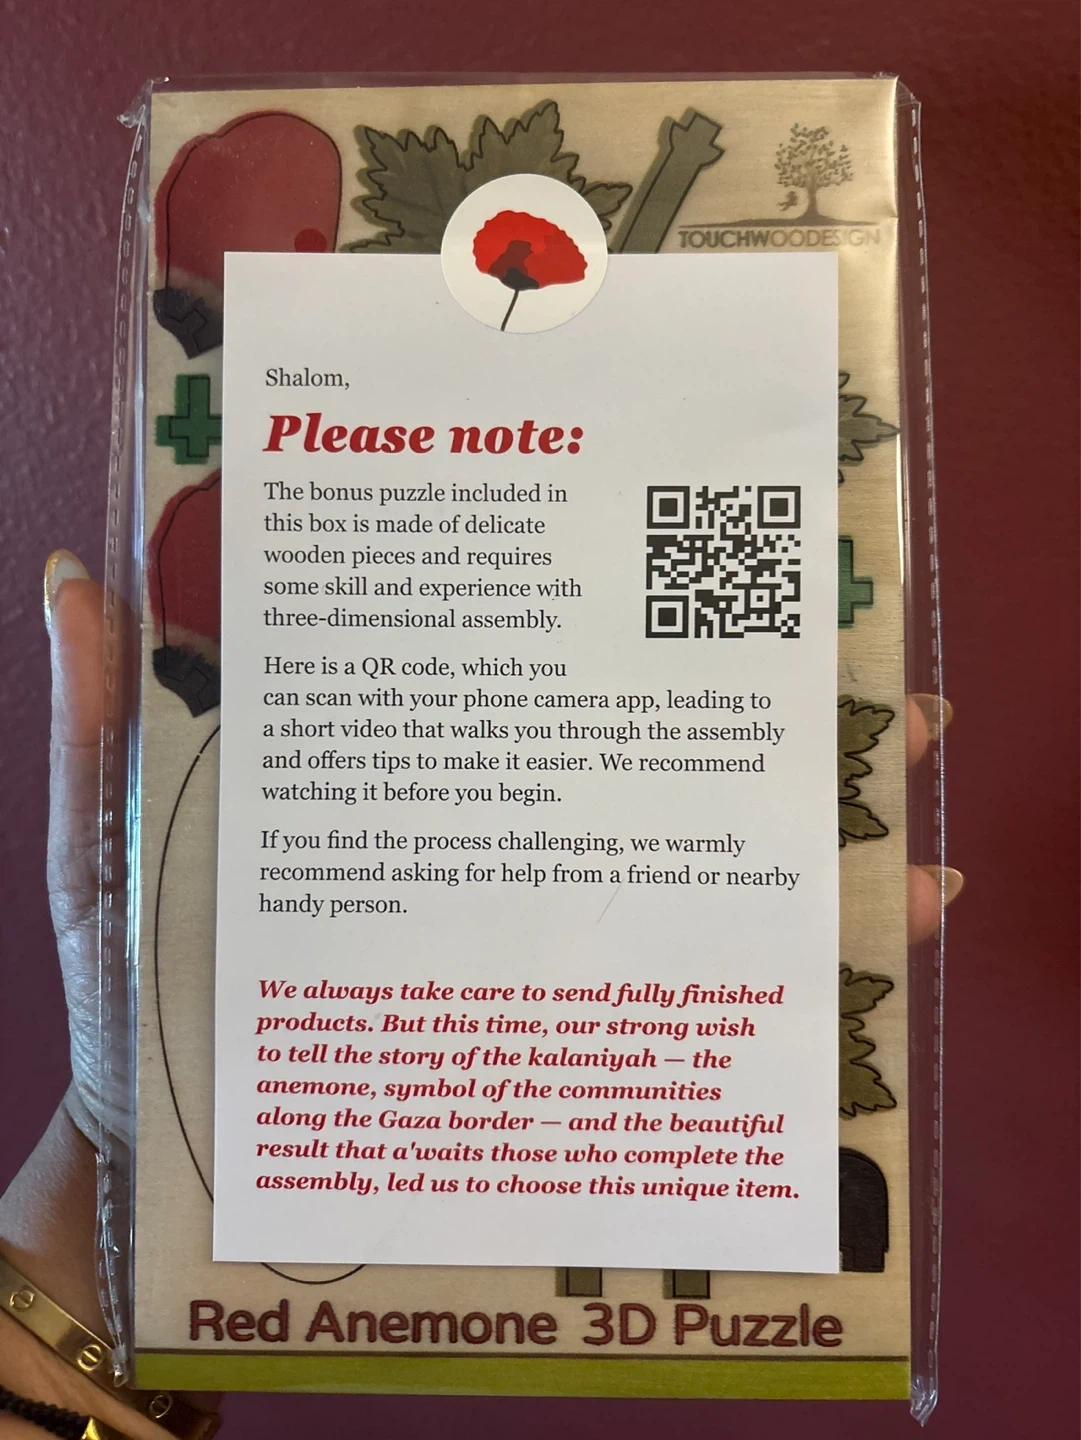 TOUCHWOODESIGN
Shalom,
Please note:
The bonus puzzle included in
this box is made of delicate
wooden pieces and requires
some skill and experience with
three-dimensional assembly.
Here is a QR code, which you
can scan with your phone camera app, leading to
a short video that walks you through the assembly
and offers tips to make it easier. We recommend
watching it before you begin.
If you find the process challenging, we warmly
recommend asking for help from a friend or nearby
handy person.
We always take care to send fully finished
products. But this time, our strong wish
to tell the story of the kalaniyah — the
anemone, symbol of the communities
along the Gaza border — and the beautiful
result that a'waits those who complete the
assembly, led us to choose this unique item.
Red Anemone 3D Puzzle